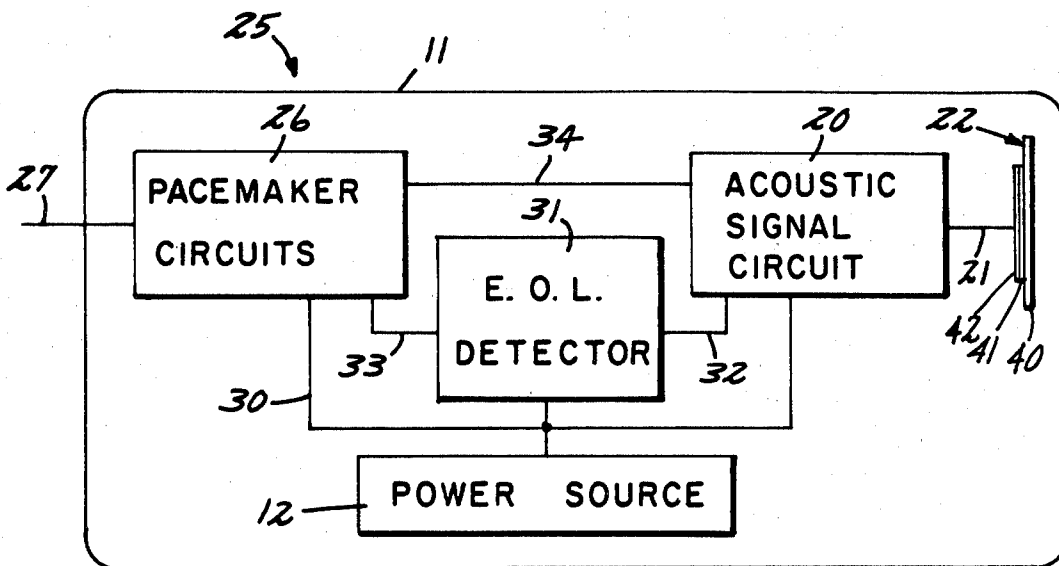 25
11
26
34
20
22
27
PACEMAKER
CIRCUITS
31
ACOUSTIC
SIGNAL
CIRCUIT
21
E. O. L.
DETECTOR
33
32
42
41
40
30
POWER SOURCE
12